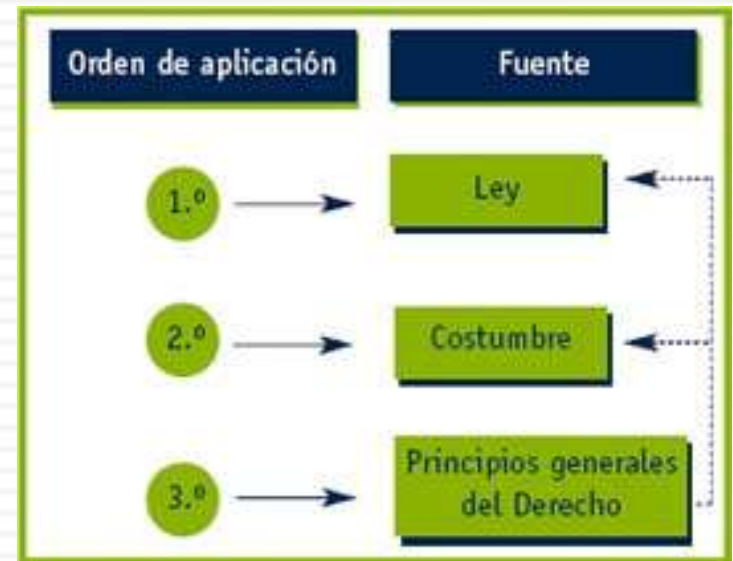 Orden de aplicación
Fuente
1.º
Ley
2.º
Costumbre
3.º
Principios generales
del Derecho